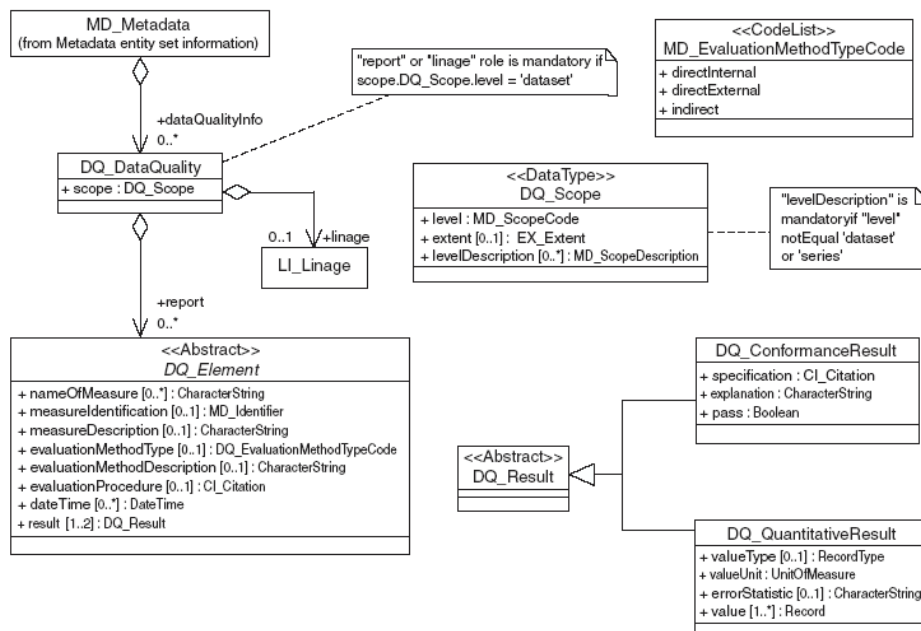 MD_Metadata
(from Metadata entity set information)
+dataQualityInfo
0..*
"report" or "linage" role is mandatory if
scope.DQ_Scope.level = 'dataset'
<<CodeList>>
MD_EvaluationMethodTypeCode
+ directInternal
+ directExternal
+ indirect
DQ_DataQuality
+ scope : DQ_Scope
0..1
+linage
LI_Linage
<<DataType>>
DQ_Scope
+ level : MD_ScopeCode
+ extent [0..1] : EX_Extent
+ levelDescription [0..*] : MD_ScopeDescription
"levelDescription" is
mandatoryif "level"
notEqual 'dataset'
or 'series'
+report
0..*
<<Abstract>>
DQ_Element
+ nameOfMeasure [0..*] : CharacterString
+ measureIdentification [0..1] : MD_Identifier
+ measureDescription [0..1] : CharacterString
+ evaluationMethodType [0..1] : DQ_EvaluationMethodTypeCode
+ evaluationMethodDescription [0..1] : CharacterString
+ evaluationProcedure [0..1] : CI_Citation
+ dateTime [0..*] : DateTime
+ result [1..2] : DQ_Result
<<Abstract>>
DQ_Result
DQ_ConformanceResult
+ specification : CI_Citation
+ explanation : CharacterString
+ pass : Boolean
DQ_QuantitativeResult
+ valueType [0..1] : RecordType
+ valueUnit : UnitOfMeasure
+ errorStatistic [0..1] : CharacterString
+ value [1..*] : Record